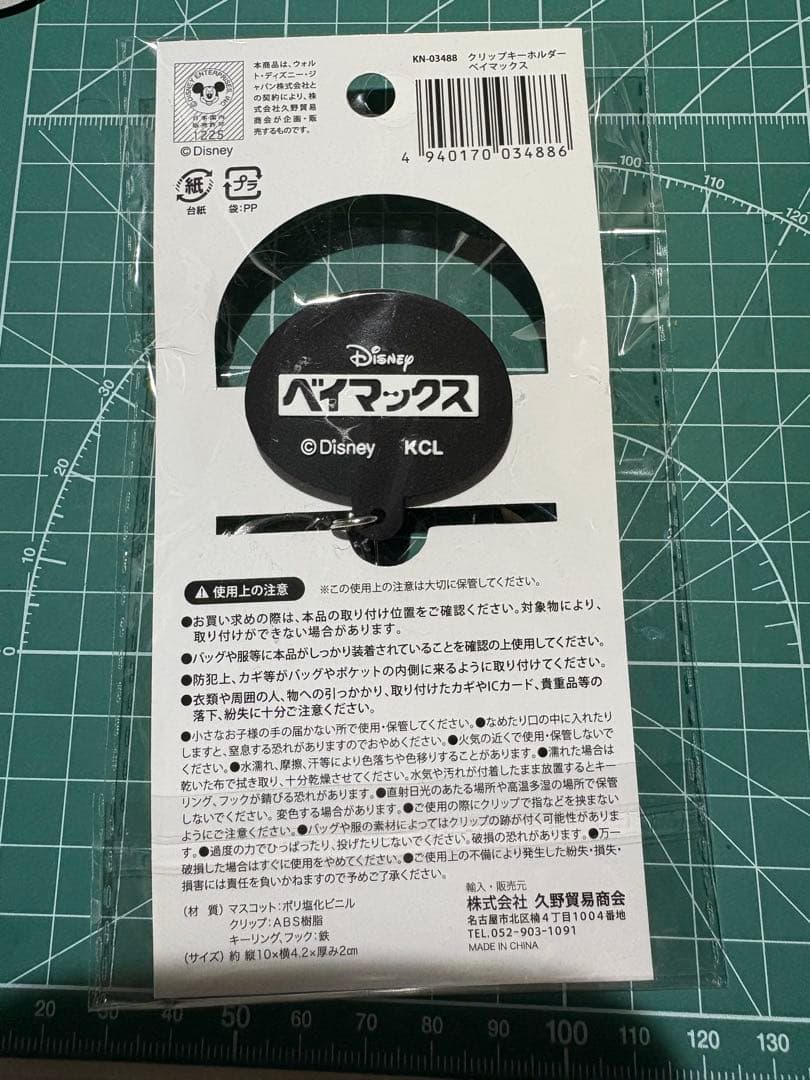 DISNEY ENTERPRISES, INC.
日本国内
販売許可
1225
©Disney
本商品は、ウォル
ト・ディズニー・ジ
ャパン株式会社と
の契約により、株
式会社久野貿易
商会が企画・販
売するものです。
KN-03488 クリップキーホルダー
ベイマックス
4 940170 034886
紙
台紙
プラ
袋:PP
100
110
120
Disney
ベイマックス
©Disney KCL
30
20
10
0
使用上の注意 ※この使用上の注意は大切に保管してください。
●お買い求めの際は、本品の取り付け位置をご確認ください。対象物により、
取り付けができない場合があります。
●バッグや服等に本品がしっかり装着されていることを確認の上使用してください。
●防犯上、カギ等がバッグやポケットの内側に来るように取り付けてください。
●衣類や周囲の人、物への引っかかり、取り付けたカギやICカード、貴重品等の
落下、紛失に十分ご注意ください。
●小さなお子様の手の届かない所で使用・保管してください。●なめたり口の中に入れたり
しますと、窒息する恐れがありますのでおやめください。●火気の近くで使用・保管しないで
ください。●水濡れ、摩擦、汗等により色落ちや色移りすることがあります。●濡れた場合は
乾いた布で拭き取り、十分乾燥させてください。水気や汚れが付着したまま放置するとキー
リング、フックが錆びる恐れがあります。●直射日光のあたる場所や高温多湿の場所で保管
しないでください。変色する場合があります。●ご使用の際にクリップで指などを挟まない
ようにご注意ください。●バッグや服の素材によってはクリップの跡が付く可能性がありま
す。●過度の力でひっぱったり、投げたりしないでください。破損の恐れがあります。●万一
破損した場合はすぐに使用をやめてください。●ご使用上の不備により発生した紛失・損失・
損害には責任を負いかねますので予めご了承ください。
(材 質) マスコット:ポリ塩化ビニル
クリップ:ABS樹脂
キーリング、フック:鉄
(サイズ) 約 縦10×横4.2×厚み2㎝
輸入・販売元
株式会社 久野貿易商会
名古屋市北区楠4丁目1004番地
TEL.052-903-1091
MADE IN CHINA
20 30 40 50 60 70 80 90 100 110 120 130